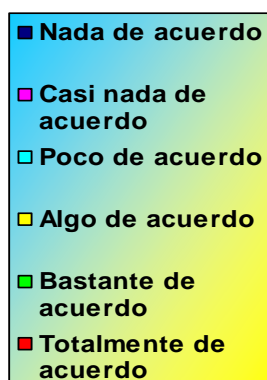 Nada de acuerdo
Casi nada de
acuerdo
Poco de acuerdo
Algo de acuerdo
Bastante de
acuerdo
Totalmente de
acuerdo